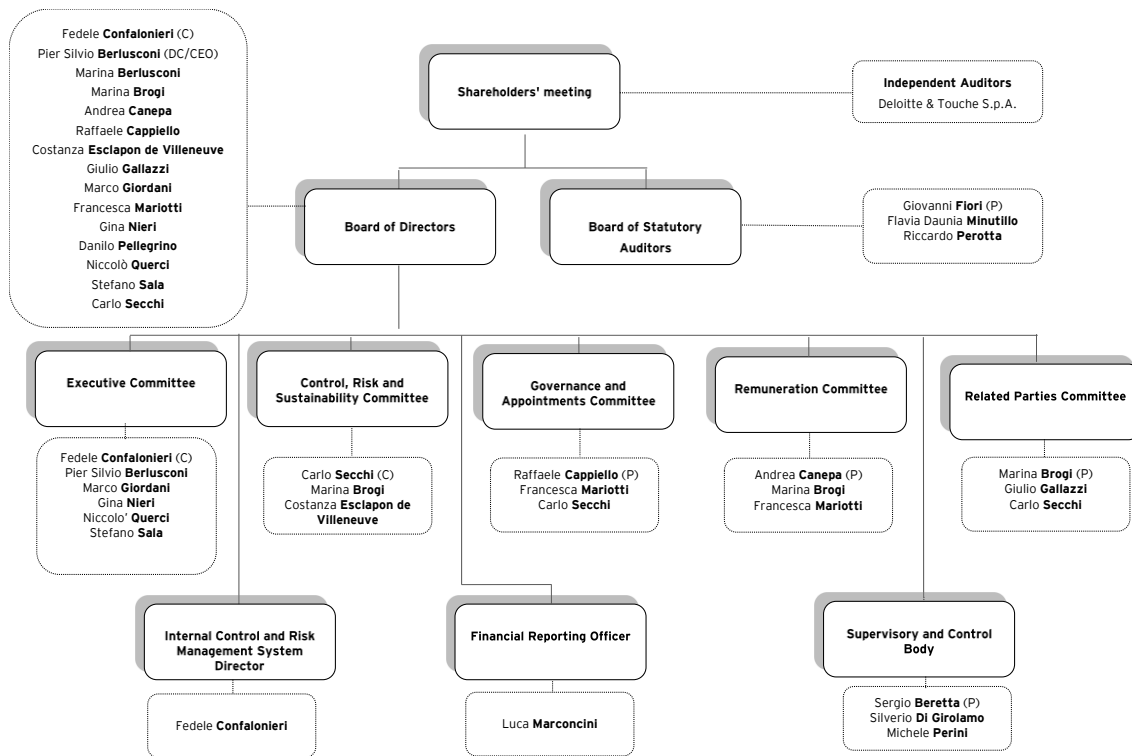 Fedele Confalonieri (C)
Pier Silvio Berlusconi (DC/CEO)
Marina Berlusconi
Marina Brogi
Andrea Canepa
Raffaele Cappiello
Costanza Esclapon de Villeneuve
Giulio Gallazzi
Marco Giordani
Francesca Mariotti
Gina Nieri
Danilo Pellegrino
Niccolò Querci
Stefano Sala
Carlo Secchi
Shareholders' meeting
Independent Auditors
Deloitte & Touche S.p.A.
Board of Directors
Board of Statutory
Auditors
Giovanni Fiori (P)
Flavia Daunia Minutillo
Riccardo Perotta
Executive Committee
Control, Risk and
Sustainability Committee
Governance and
Appointments Committee
Remuneration Committee
Related Parties Committee
Fedele Confalonieri (C)
Pier Silvio Berlusconi
Marco Giordani
Gina Nieri
Niccolo' Querci
Stefano Sala
Carlo Secchi (C)
Marina Brogi
Costanza Esclapon de
Villeneuve
Raffaele Cappiello (P)
Francesca Mariotti
Carlo Secchi
Andrea Canepa (P)
Marina Brogi
Francesca Mariotti
Marina Brogi (P)
Giulio Gallazzi
Carlo Secchi
Internal Control and Risk
Management System
Director
Financial Reporting Officer
Supervisory and Control
Body
Fedele Confalonieri
Luca Marconcini
Sergio Beretta (P)
Silverio Di Girolamo
Michele Perini